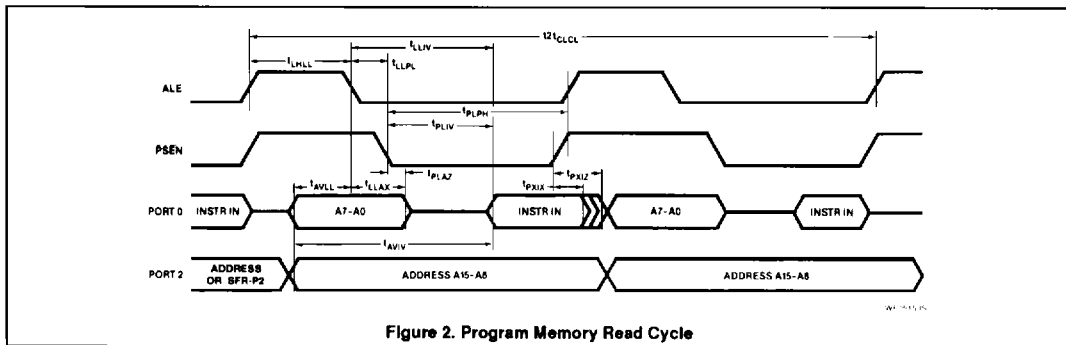 12tCLCL
tLLIV
tLHLL
tLLPL
ALE
tPLPH
tPLIV
PSEN
tPLAZ
tPXIZ
tAVLL
tLLAX
tPXIX
PORT 0
INSTR IN
A7-A0
INSTR IN
A7-A0
INSTR IN
tAVIV
PORT 2
ADDRESS
OR SFR-P2
ADDRESS A15-A8
ADDRESS A15-A8
Figure 2. Program Memory Read Cycle